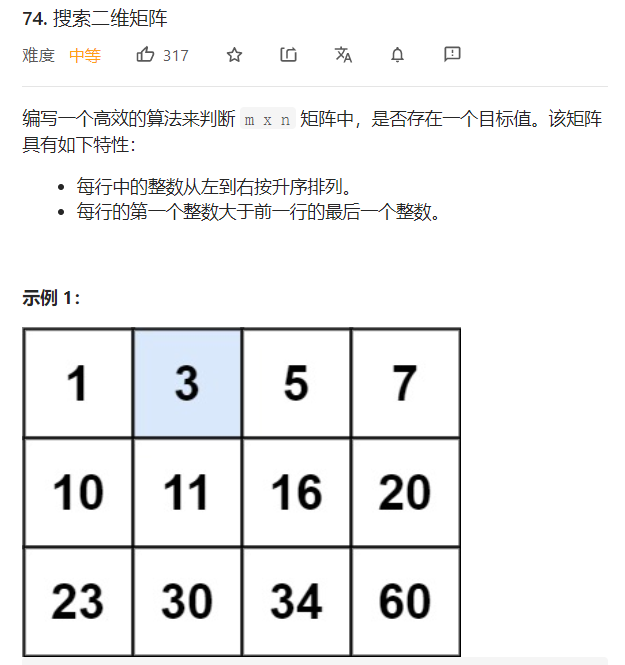 74. 搜索二维矩阵
难度 中等 317
编写一个高效的算法来判断 m x n 矩阵中，是否存在一个目标值。该矩阵
具有如下特性：
每行中的整数从左到右按升序排列。
每行的第一个整数大于前一行的最后一个整数。
示例 1：
1 3 5 7
10 11 16 20
23 30 34 60